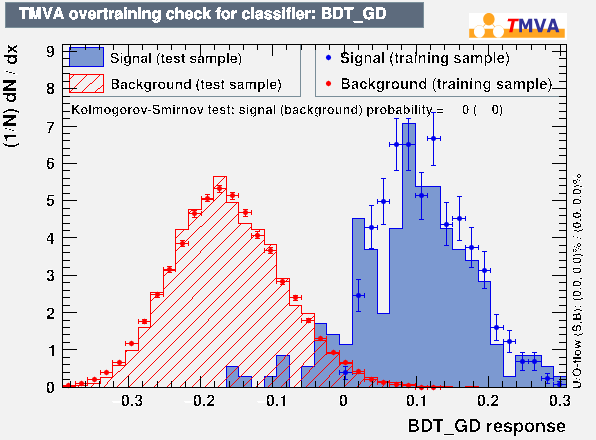 TMVA overtraining check for classifier: BDT_GD
TMVA
(1/N) dN / dx
Signal (test sample)
Background (test sample)
Signal (training sample)
Background (training sample)
Kolmogorov-Smirnov test: signal (background) probability = 0 ( 0)
9
8
7
6
5
4
3
2
1
0
-0.3 -0.2 -0.1 0 0.1 0.2 0.3
BDT_GD response
U/O-flow (S,B): (0.0, 0.0)% / (0.0, 0.0)%